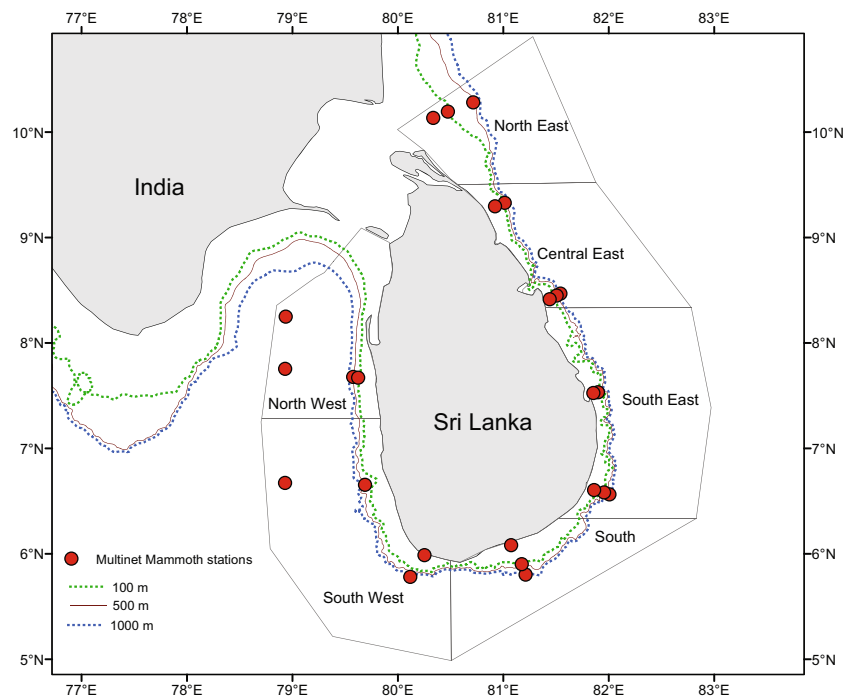 77°E 78°E 79°E 80°E 81°E 82°E 83°E
10°N 10°N
North East
India
9°N 9°N
Central East
8°N 8°N
North West
South East
Sri Lanka
7°N 7°N
South
6°N 6°N
Multinet Mammoth stations
100 m
South West
500 m
1000 m
5°N 5°N
77°E 78°E 79°E 80°E 81°E 82°E 83°E